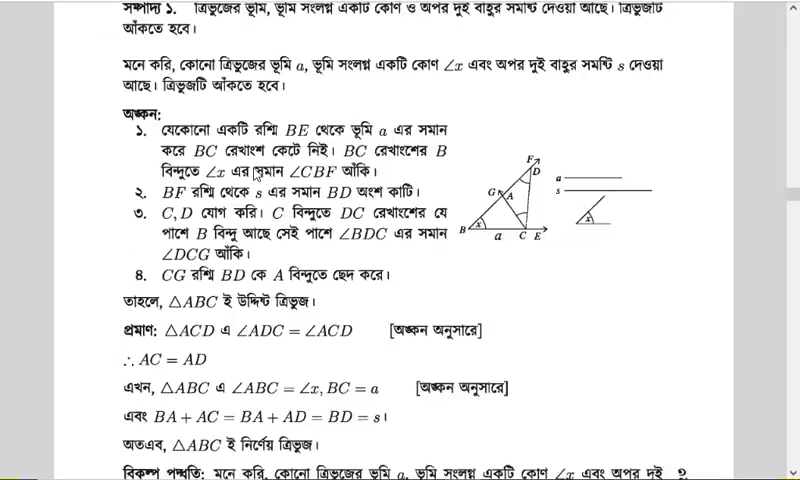 সম্পাদ্য ১. ত্রিভুজের ভূমি, ভূমি সংলগ্ন একটি কোণ ও অপর দুই বাহুর সমষ্টি দেওয়া আছে। ত্রিভুজটি
আঁকতে হবে।
মনে করি, কোনো ত্রিভুজের ভূমি a, ভূমি সংলগ্ন একটি কোণ ∠x এবং অপর দুই বাহুর সমষ্টি s দেওয়া
আছে। ত্রিভুজটি আঁকতে হবে।
অঙ্কন:
১. যেকোনো একটি রশ্মি BE থেকে ভূমি a এর সমান
করে BC রেখাংশ কেটে নিই। BC রেখাংশের B
বিন্দুতে ∠x এর সমান ∠CBF আঁকি।
২. BF রশ্মি থেকে s এর সমান BD অংশ কাটি।
৩. C, D যোগ করি। C বিন্দুতে DC রেখাংশের যে
পাশে B বিন্দু আছে সেই পাশে ∠BDC এর সমান
∠DCG আঁকি।
৪. CG রশ্মি BD কে A বিন্দুতে ছেদ করে।
F
D
G
A
x
B
a
C
E
a
s
x
তাহলে, △ABC ই উদ্দিষ্ট ত্রিভুজ।
প্রমাণ: △ACD এ ∠ADC = ∠ACD [অঙ্কন অনুসারে]
∴ AC = AD
এখন, △ABC এ ∠ABC = ∠x, BC = a [অঙ্কন অনুসারে]
এবং BA + AC = BA + AD = BD = s।
অতএব, △ABC ই নির্ণেয় ত্রিভুজ।
বিকল্প পদ্ধতি: মনে করি, কোনো ত্রিভুজের ভূমি a, ভূমি সংলগ্ন একটি কোণ ∠x এবং অপর দুই